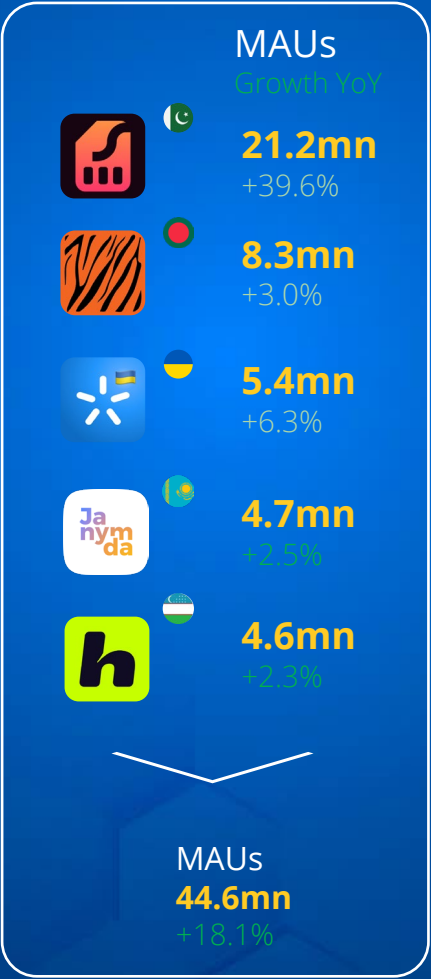 MAUs
Growth YoY
21.2mn
+39.6%
8.3mn
+3.0%
5.4mn
+6.3%
Ja
nym
da
4.7mn
+2.5%
h
4.6mn
+2.3%
MAUs
44.6mn
+18.1%